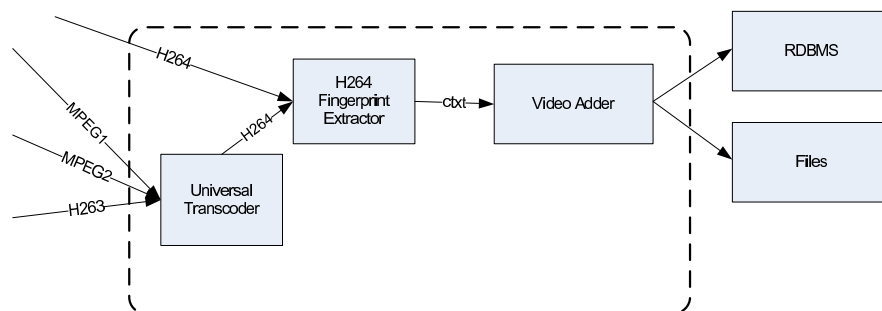 H264
MPEG1
MPEG2
H263
H264
H264
Fingerprint
Extractor
ctxt
Video Adder
RDBMS
Files
Universal
Transcoder